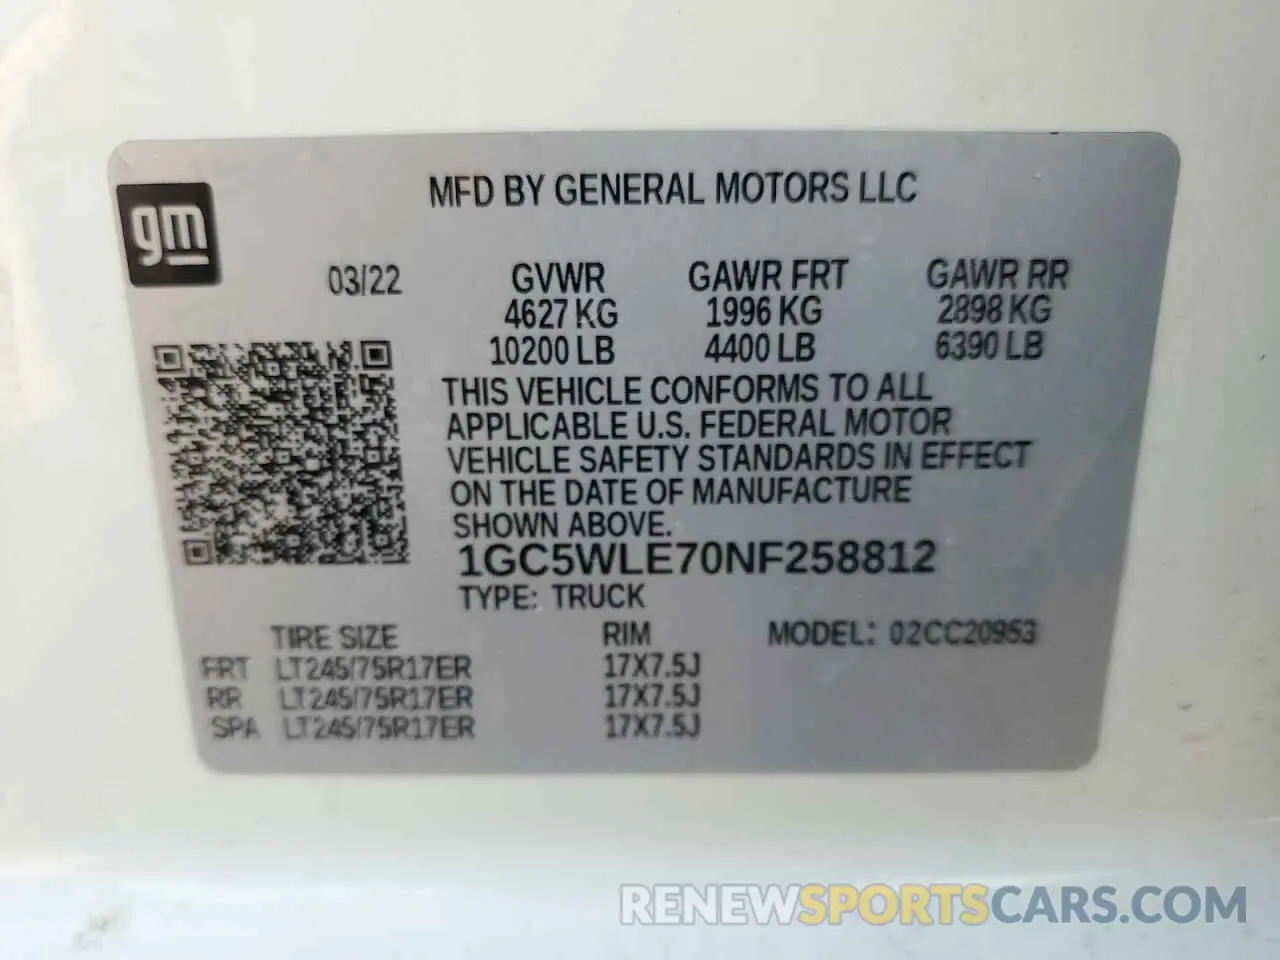 MFD BY GENERAL MOTORS LLC
gm
03/22 GVWR GAWR FRT GAWR RR
4627 KG 1996 KG 2898 KG
10200 LB 4400 LB 6390 LB
THIS VEHICLE CONFORMS TO ALL
APPLICABLE U.S. FEDERAL MOTOR
VEHICLE SAFETY STANDARDS IN EFFECT
ON THE DATE OF MANUFACTURE
SHOWN ABOVE.
1GC5WLE70NF258812
TYPE: TRUCK
TIRE SIZE RIM MODEL: 02CC20953
FRT LT245/75R17ER 17X7.5J
RR LT245/75R17ER 17X7.5J
SPA LT245/75R17ER 17X7.5J
RENEWSPORTSCARS.COM